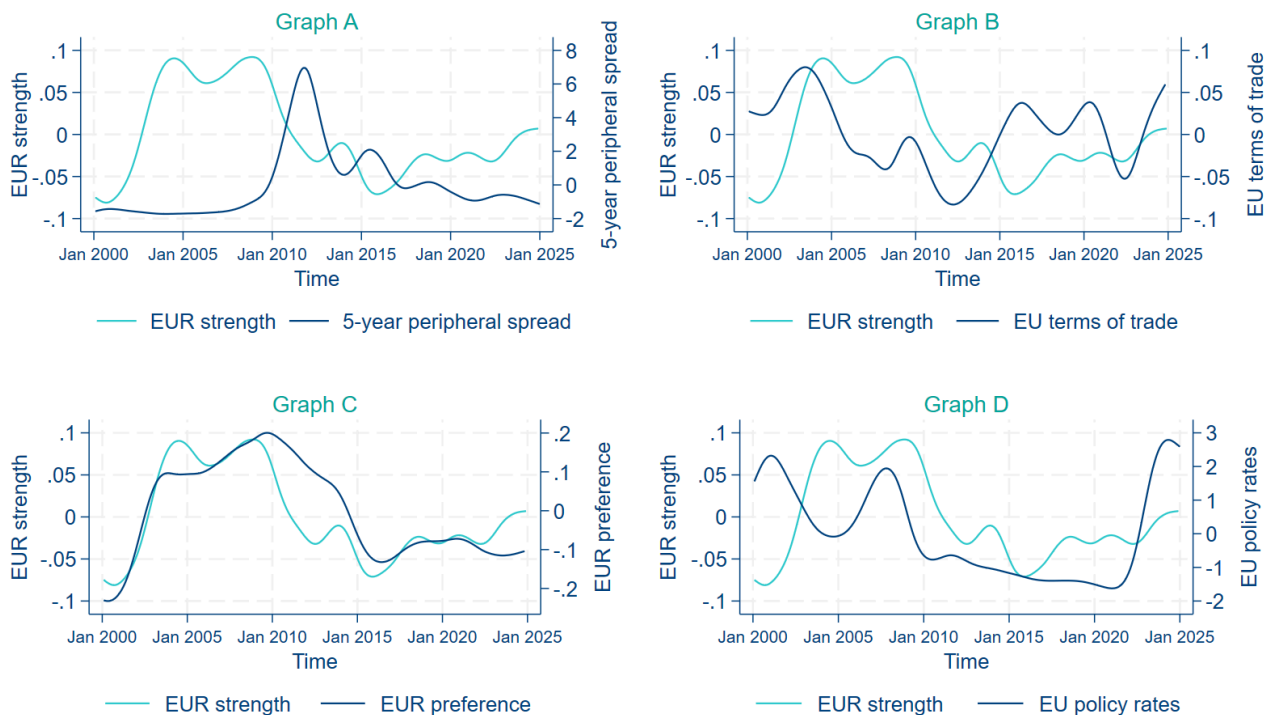 Graph A
EUR strength
.1
.05
0
-.05
-.1
8
6
4
2
0
-2
5-year peripheral spread
Jan 2000 Jan 2005 Jan 2010 Jan 2015 Jan 2020 Jan 2025
Time
EUR strength 5-year peripheral spread
Graph B
EUR strength
.1
.05
0
-.05
-.1
.1
.05
0
-.05
-.1
EU terms of trade
Jan 2000 Jan 2005 Jan 2010 Jan 2015 Jan 2020 Jan 2025
Time
EUR strength EU terms of trade
Graph C
EUR strength
.1
.05
0
-.05
-.1
.2
.1
0
-.1
-.2
EUR preference
Jan 2000 Jan 2005 Jan 2010 Jan 2015 Jan 2020 Jan 2025
Time
EUR strength EUR preference
Graph D
EUR strength
.1
.05
0
-.05
-.1
3
2
1
0
-1
-2
EU policy rates
Jan 2000 Jan 2005 Jan 2010 Jan 2015 Jan 2020 Jan 2025
Time
EUR strength EU policy rates